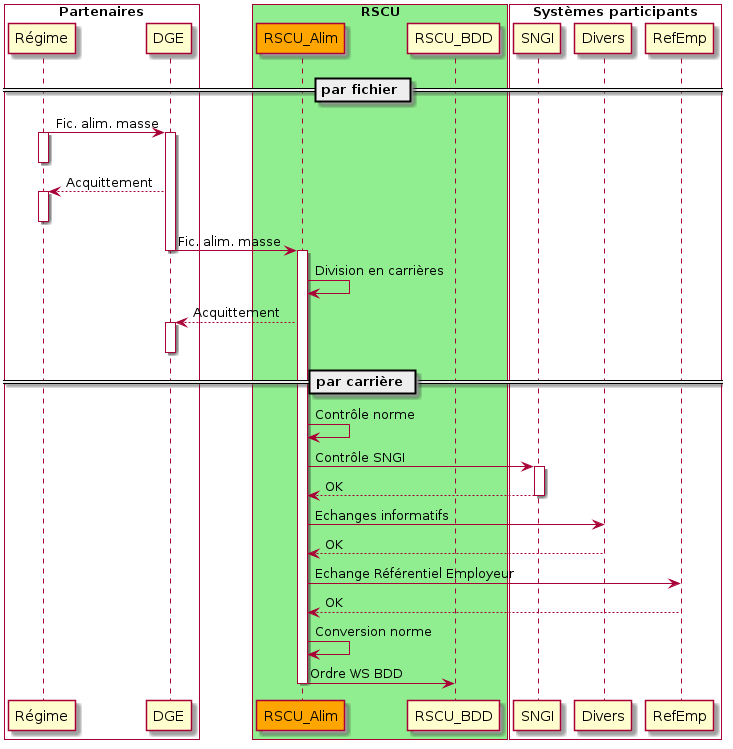 Partenaires RSCU Systèmes participants
Régime DGE RSCU_Alim RSCU_BDD SNGI Divers RefEmp
par fichier
Fic. alim. masse
Acquittement
Fic. alim. masse
Division en carrières
Acquittement
par carrière
Contrôle norme
Contrôle SNGI
OK
Echanges informatifs
OK
Echange Référentiel Employeur
OK
Conversion norme
Ordre WS BDD
Régime DGE RSCU_Alim RSCU_BDD SNGI Divers RefEmp